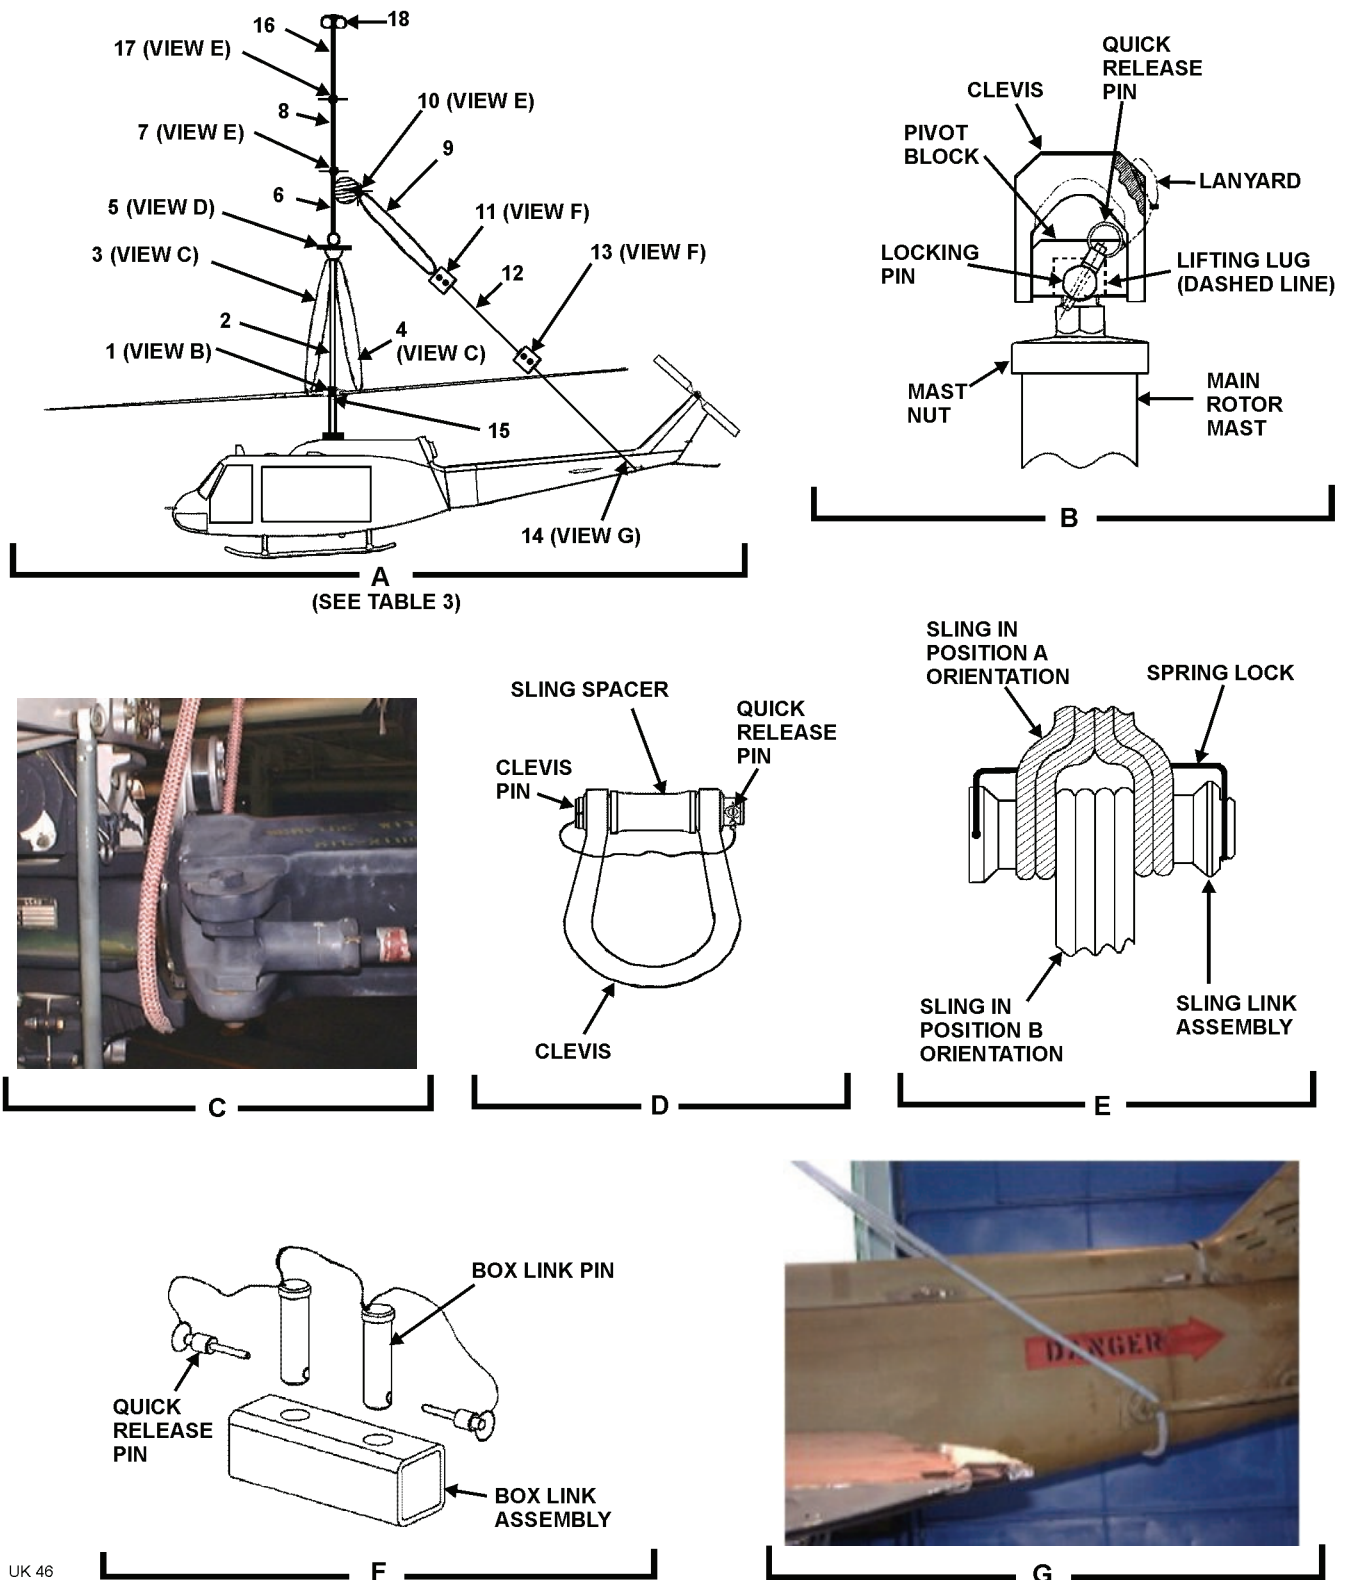 16
18
17 (VIEW E)
10 (VIEW E)
8
7 (VIEW E)
9
6
11 (VIEW F)
5 (VIEW D)
13 (VIEW F)
3 (VIEW C)
12
2
4
(VIEW C)
1 (VIEW B)
15
14 (VIEW G)
A
(SEE TABLE 3)
QUICK
RELEASE
PIN
CLEVIS
PIVOT
BLOCK
LANYARD
LOCKING
PIN
LIFTING LUG
(DASHED LINE)
MAST
NUT
MAIN
ROTOR
MAST
B
C
SLING SPACER
QUICK
RELEASE
PIN
CLEVIS
PIN
CLEVIS
D
SLING IN
POSITION A
ORIENTATION
SPRING LOCK
SLING IN
POSITION B
ORIENTATION
SLING LINK
ASSEMBLY
E
BOX LINK PIN
QUICK
RELEASE
PIN
BOX LINK
ASSEMBLY
F
DANGER
G
UK 46